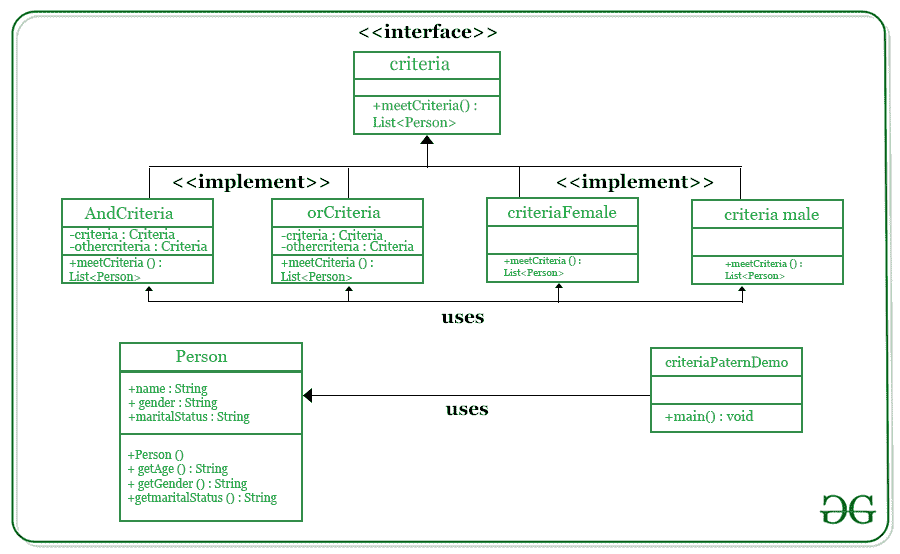 <<interface>>
criteria
+meetCriteria() :
List<Person>
<<implement>>
<<implement>>
AndCriteria
-criteria : Criteria
-othercriteria : Criteria
+meetCriteria () :
List<Person>
orCriteria
-criteria : Criteria
-othercriteria : Criteria
+meetCriteria () :
List<Person>
criteriaFemale
+meetCriteria () :
List<Person>
criteria male
+meetCriteria () :
List<Person>
uses
Person
+name : String
+ gender : String
+maritalStatus : String
+Person ()
+ getAge () : String
+ getGender () : String
+getmaritalStatus () : String
uses
criteriaPaternDemo
+main() : void